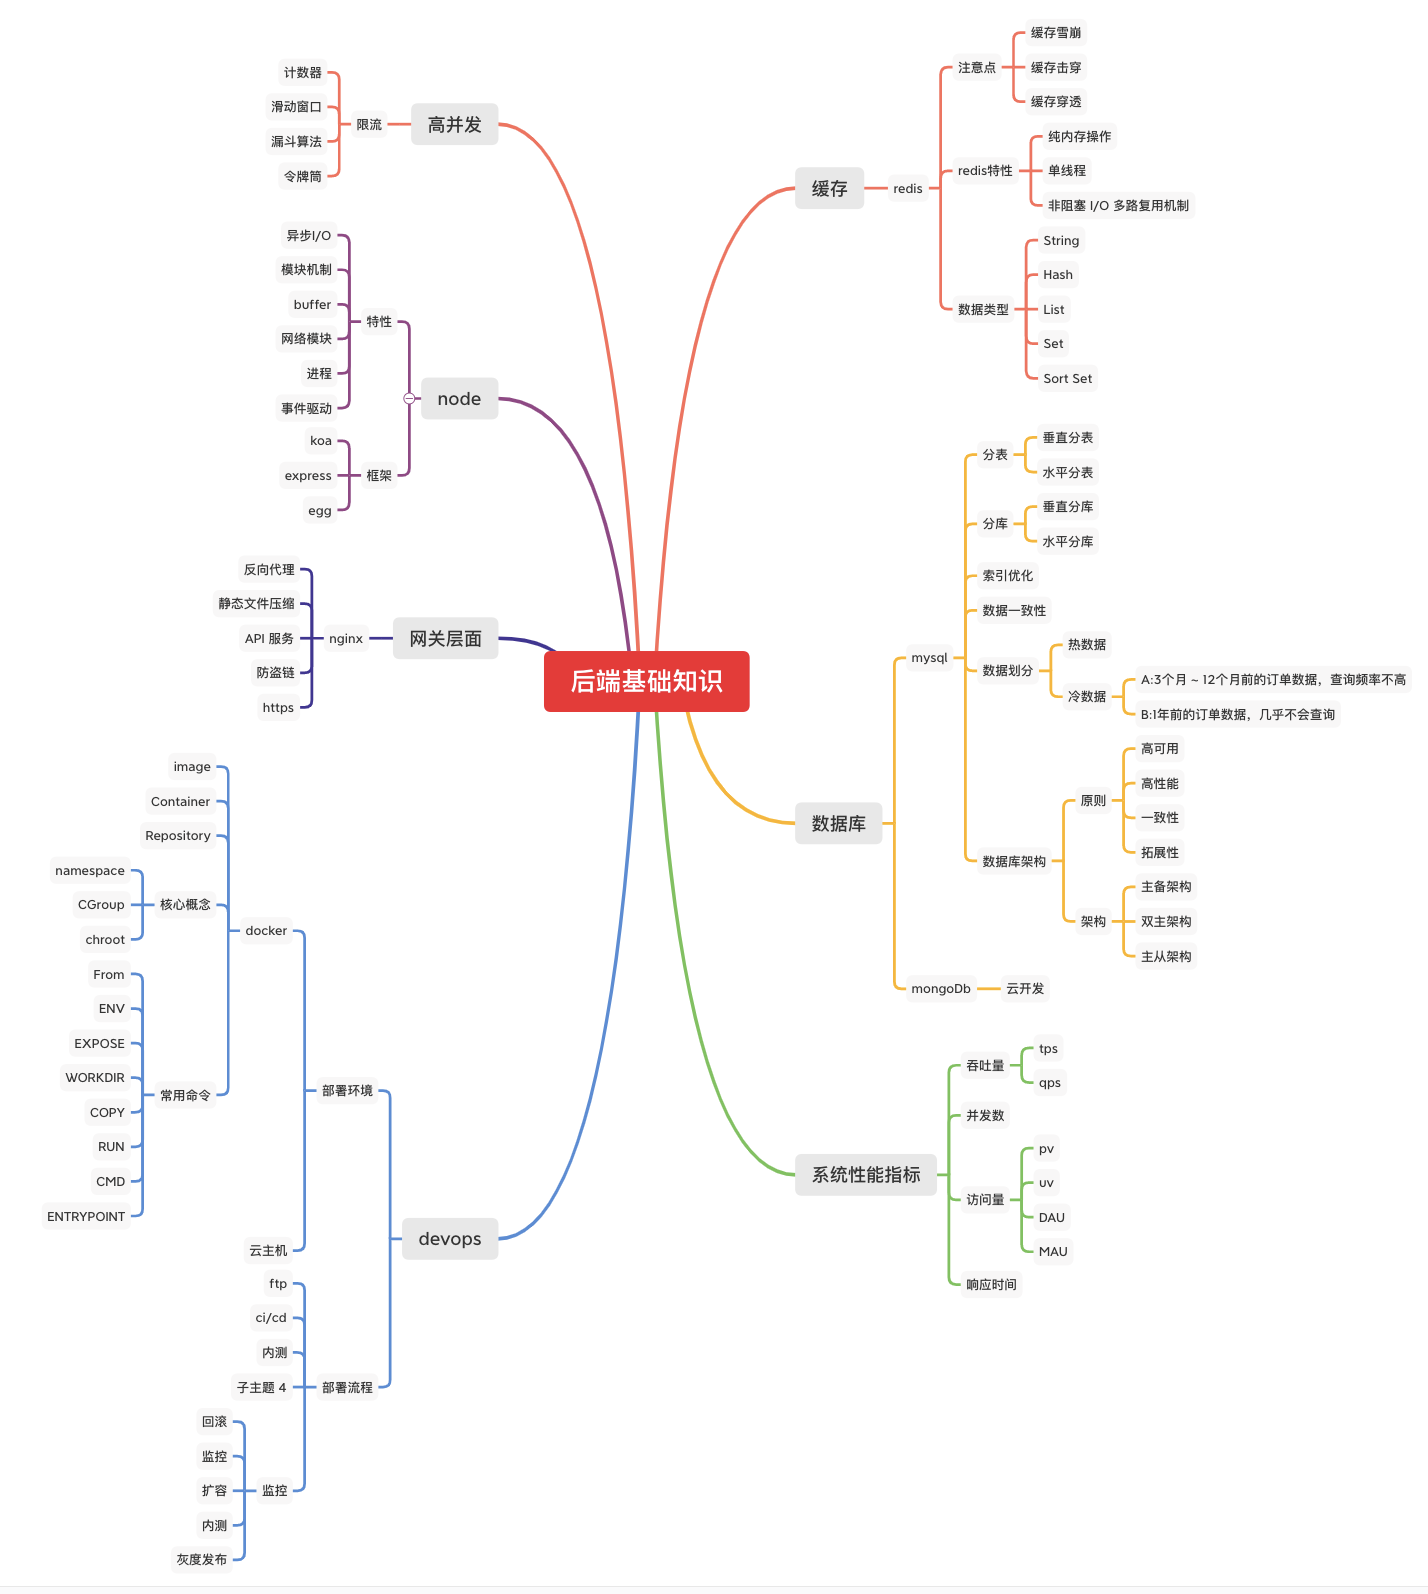 后端基础知识
高并发
限流
计数器
滑动窗口
漏斗算法
令牌筒
node
特性
异步I/O
模块机制
buffer
网络模块
进程
事件驱动
框架
koa
express
egg
网关层面
nginx
反向代理
静态文件压缩
API 服务
防盗链
https
devops
部署环境
docker
image
Container
Repository
核心概念
namespace
CGroup
chroot
常用命令
From
ENV
EXPOSE
WORKDIR
COPY
RUN
CMD
ENTRYPOINT
云主机
部署流程
ftp
ci/cd
内测
子主题 4
监控
回滚
监控
扩容
内测
灰度发布
缓存
redis
注意点
缓存雪崩
缓存击穿
缓存穿透
redis特性
纯内存操作
单线程
非阻塞 I/O 多路复用机制
数据类型
String
Hash
List
Set
Sort Set
数据库
mysql
分表
垂直分表
水平分表
分库
垂直分库
水平分库
索引优化
数据一致性
数据划分
热数据
冷数据
A:3个月 ~ 12个月前的订单数据，查询频率不高
B:1年前的订单数据，几乎不会查询
数据库架构
原则
高可用
高性能
一致性
拓展性
架构
主备架构
双主架构
主从架构
mongoDb
云开发
系统性能指标
吞吐量
tps
qps
并发数
访问量
pv
uv
DAU
MAU
响应时间